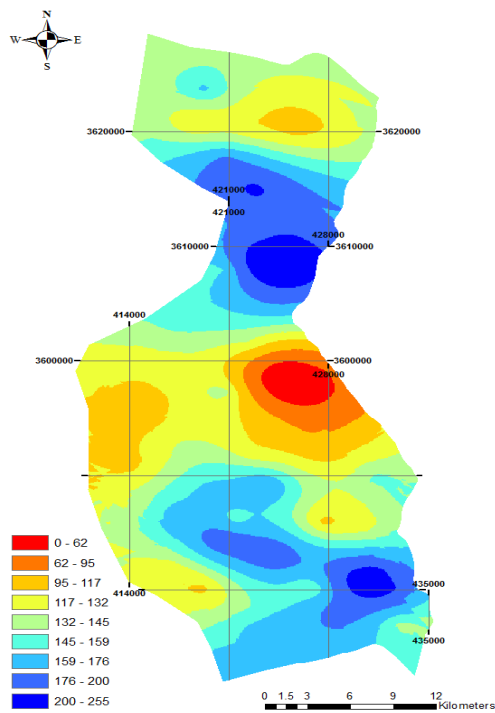 N
W E
S
3620000 3620000
421000
421000
428000
3610000 3610000
414000
3600000 3600000
428000
0 - 62
62 - 95
95 - 117
117 - 132
132 - 145
145 - 159
159 - 176
176 - 200
200 - 255
414000 435000
435000
0 1.5 3 6 9 12
Kilometers